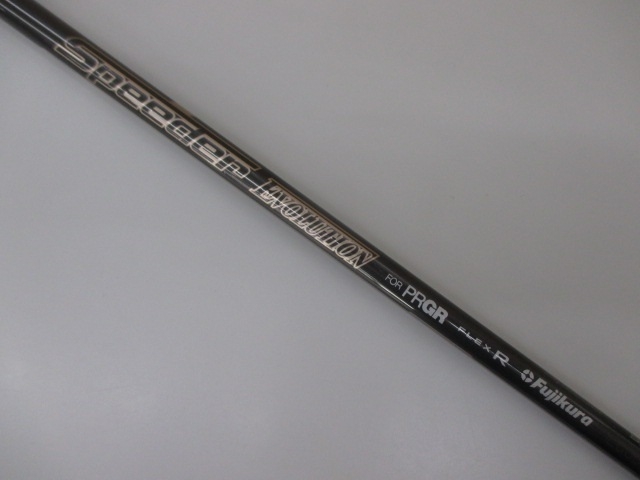 Speeder EVOLUTION FOR PRGR FLEX R Fujikura